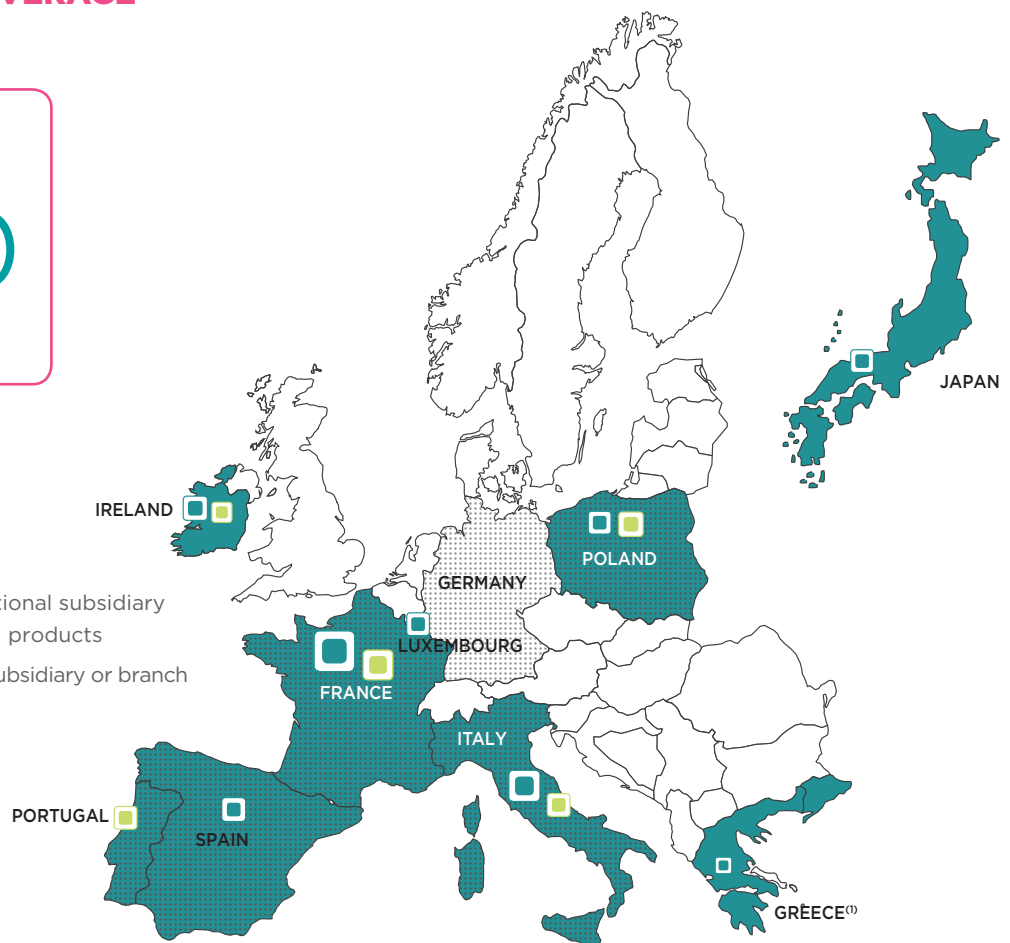 JAPAN
IRELAND
POLAND
GERMANY
tional subsidiary
products
LUXEMBOURG
ubsidiary or branch
FRANCE
ITALY
PORTUGAL
SPAIN
GREECE(1)